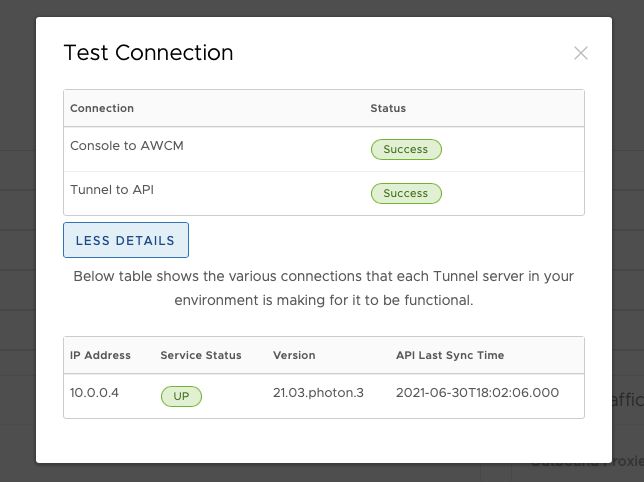 Test Connection
Connection Status
Console to AWCM Success
Tunnel to API Success
LESS DETAILS
Below table shows the various connections that each Tunnel server in your
environment is making for it to be functional.
IP Address Service Status Version API Last Sync Time
10.0.0.4 UP 21.03.photon.3 2021-06-30T18:02:06.000